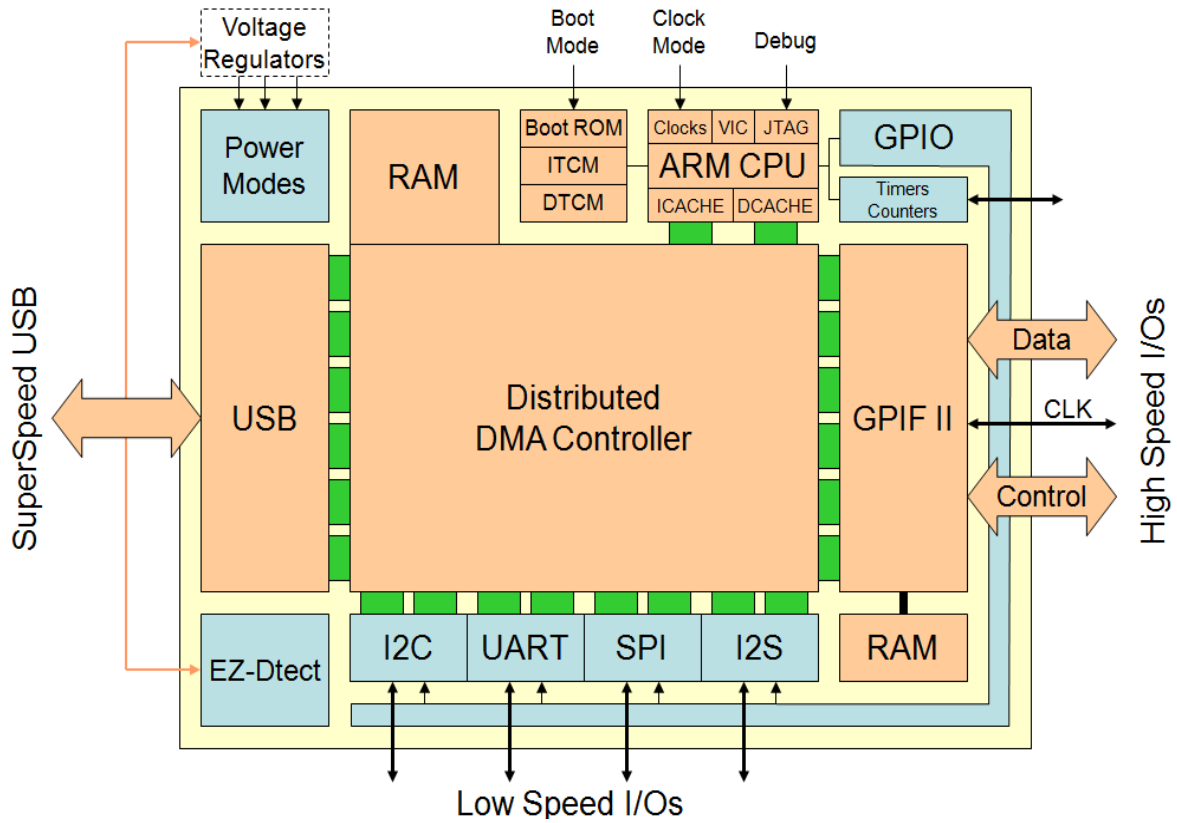 Voltage
Regulators
Boot
Mode
Clock
Mode
Debug
Power
Modes
RAM
Boot ROM
ITCM
DTCM
Clocks
VIC
JTAG
ARM CPU
ICACHE
DCACHE
GPIO
Timers
Counters
SuperSpeed USB
USB
Distributed
DMA Controller
GPIF II
Data
CLK
Control
High Speed I/Os
EZ-Dtect
I2C
UART
SPI
I2S
RAM
Low Speed I/Os